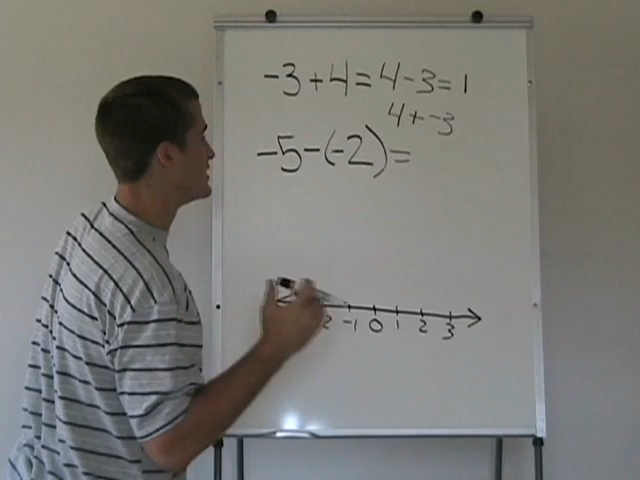 -3+4=4-3=1
4+-3
-5-(-2)=
2 -1 0 1 2 3